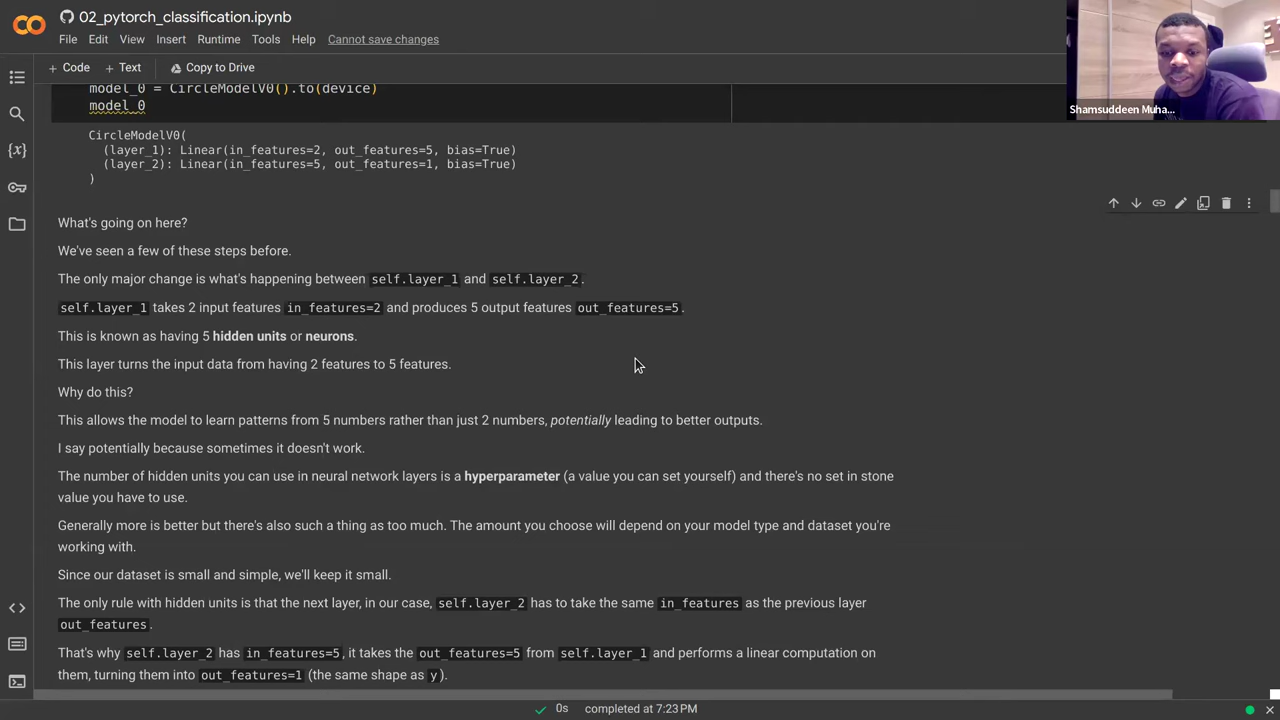 02_pytorch_classification.ipynb
File Edit View Insert Runtime Tools Help Cannot save changes
+ Code + Text Copy to Drive
Shamsuddeen Muha...
model_0 = CircleModelV0().to(device)
model_0
CircleModelV0(
(layer_1): Linear(in_features=2, out_features=5, bias=True)
(layer_2): Linear(in_features=5, out_features=1, bias=True)
)
What's going on here?
We've seen a few of these steps before.
The only major change is what's happening between self.layer_1 and self.layer_2.
self.layer_1 takes 2 input features in_features=2 and produces 5 output features out_features=5.
This is known as having 5 hidden units or neurons.
This layer turns the input data from having 2 features to 5 features.
Why do this?
This allows the model to learn patterns from 5 numbers rather than just 2 numbers, potentially leading to better outputs.
I say potentially because sometimes it doesn't work.
The number of hidden units you can use in neural network layers is a hyperparameter (a value you can set yourself) and there's no set in stone
value you have to use.
Generally more is better but there's also such a thing as too much. The amount you choose will depend on your model type and dataset you're
working with.
Since our dataset is small and simple, we'll keep it small.
The only rule with hidden units is that the next layer, in our case, self.layer_2 has to take the same in_features as the previous layer
out_features.
That's why self.layer_2 has in_features=5, it takes the out_features=5 from self.layer_1 and performs a linear computation on
them, turning them into out_features=1 (the same shape as y).
0s completed at 7:23 PM